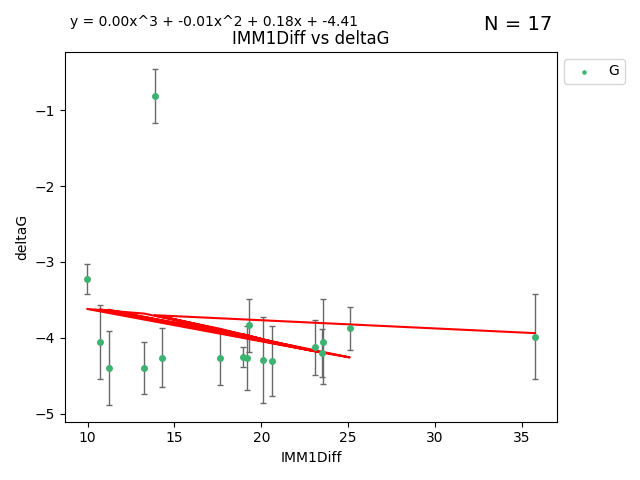 y = 0.00x^3 + -0.01x^2 + 0.18x + -4.41
N = 17
IMM1Diff vs deltaG
G
−1
−2
−3
−4
−5
deltaG
10 15 20 25 30 35
IMM1Diff